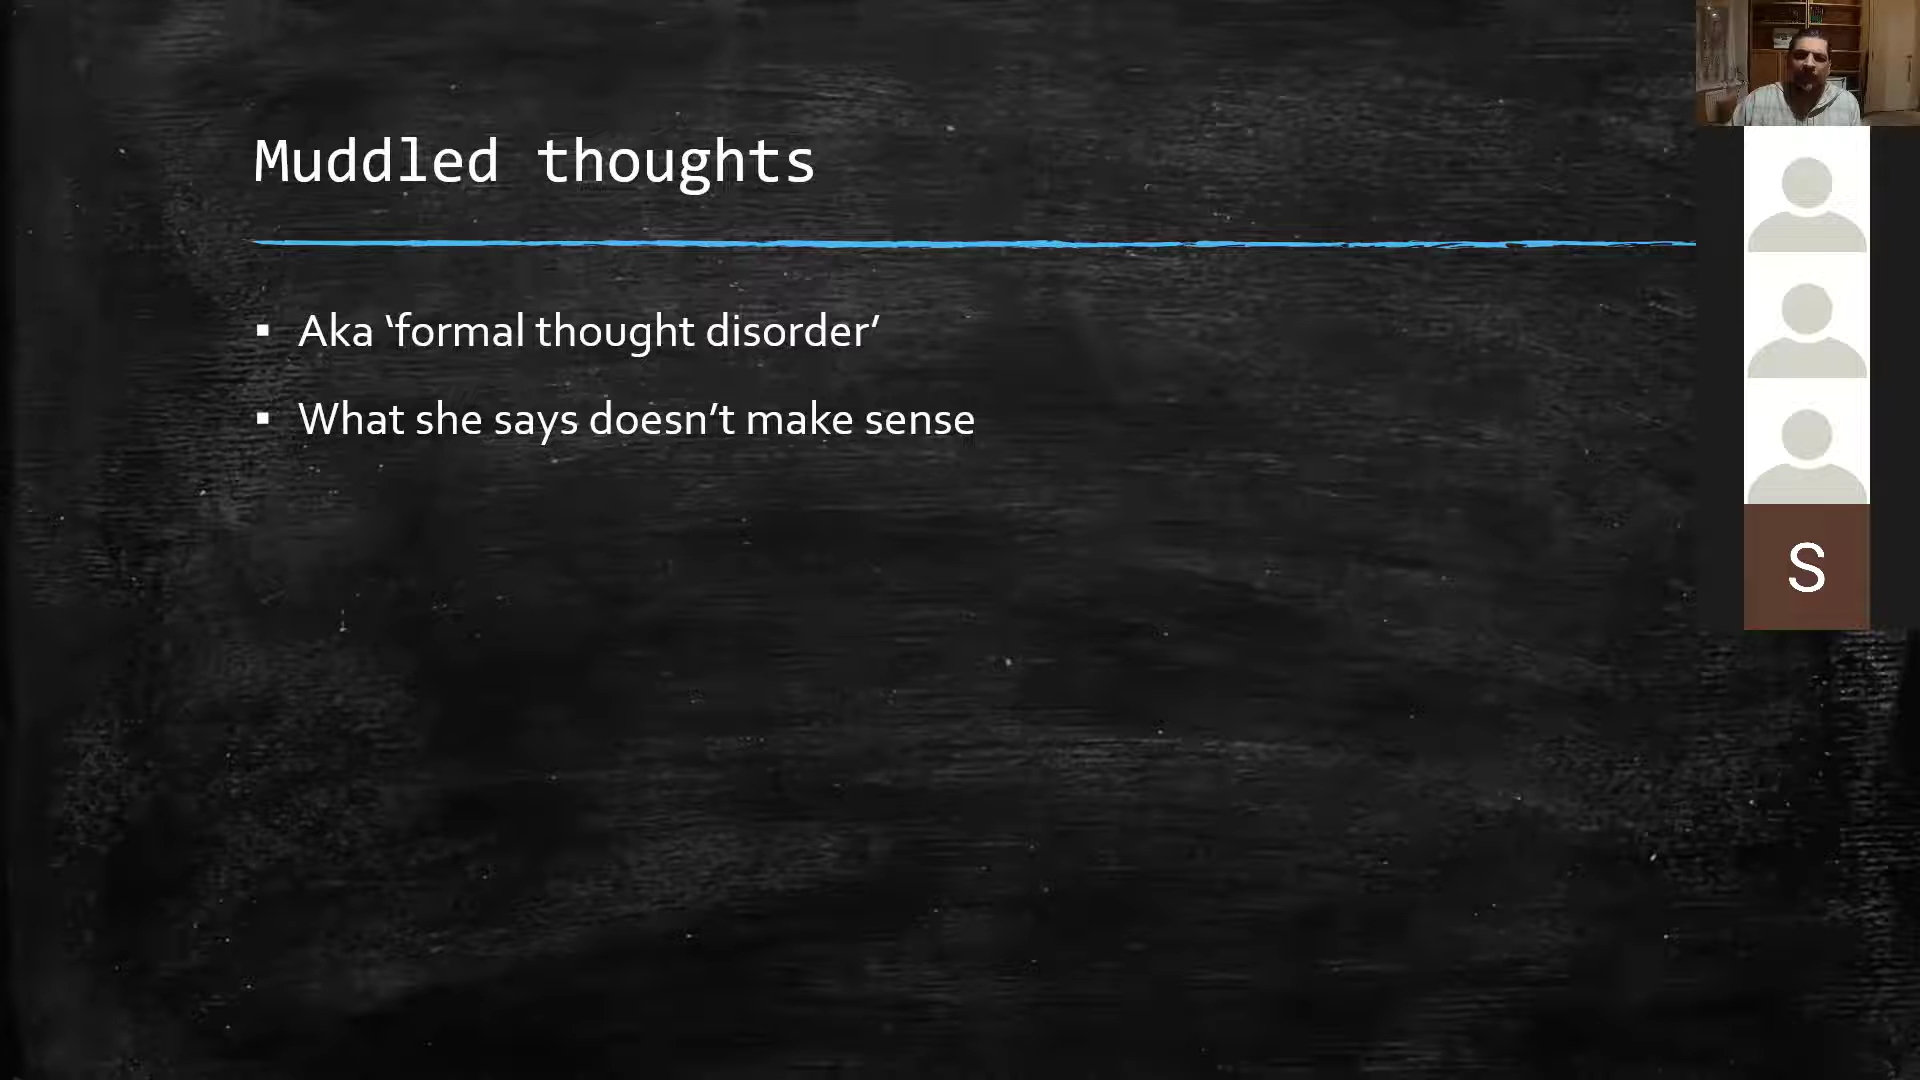 Muddled thoughts
▪ Aka ‘formal thought disorder’
▪ What she says doesn’t make sense
S